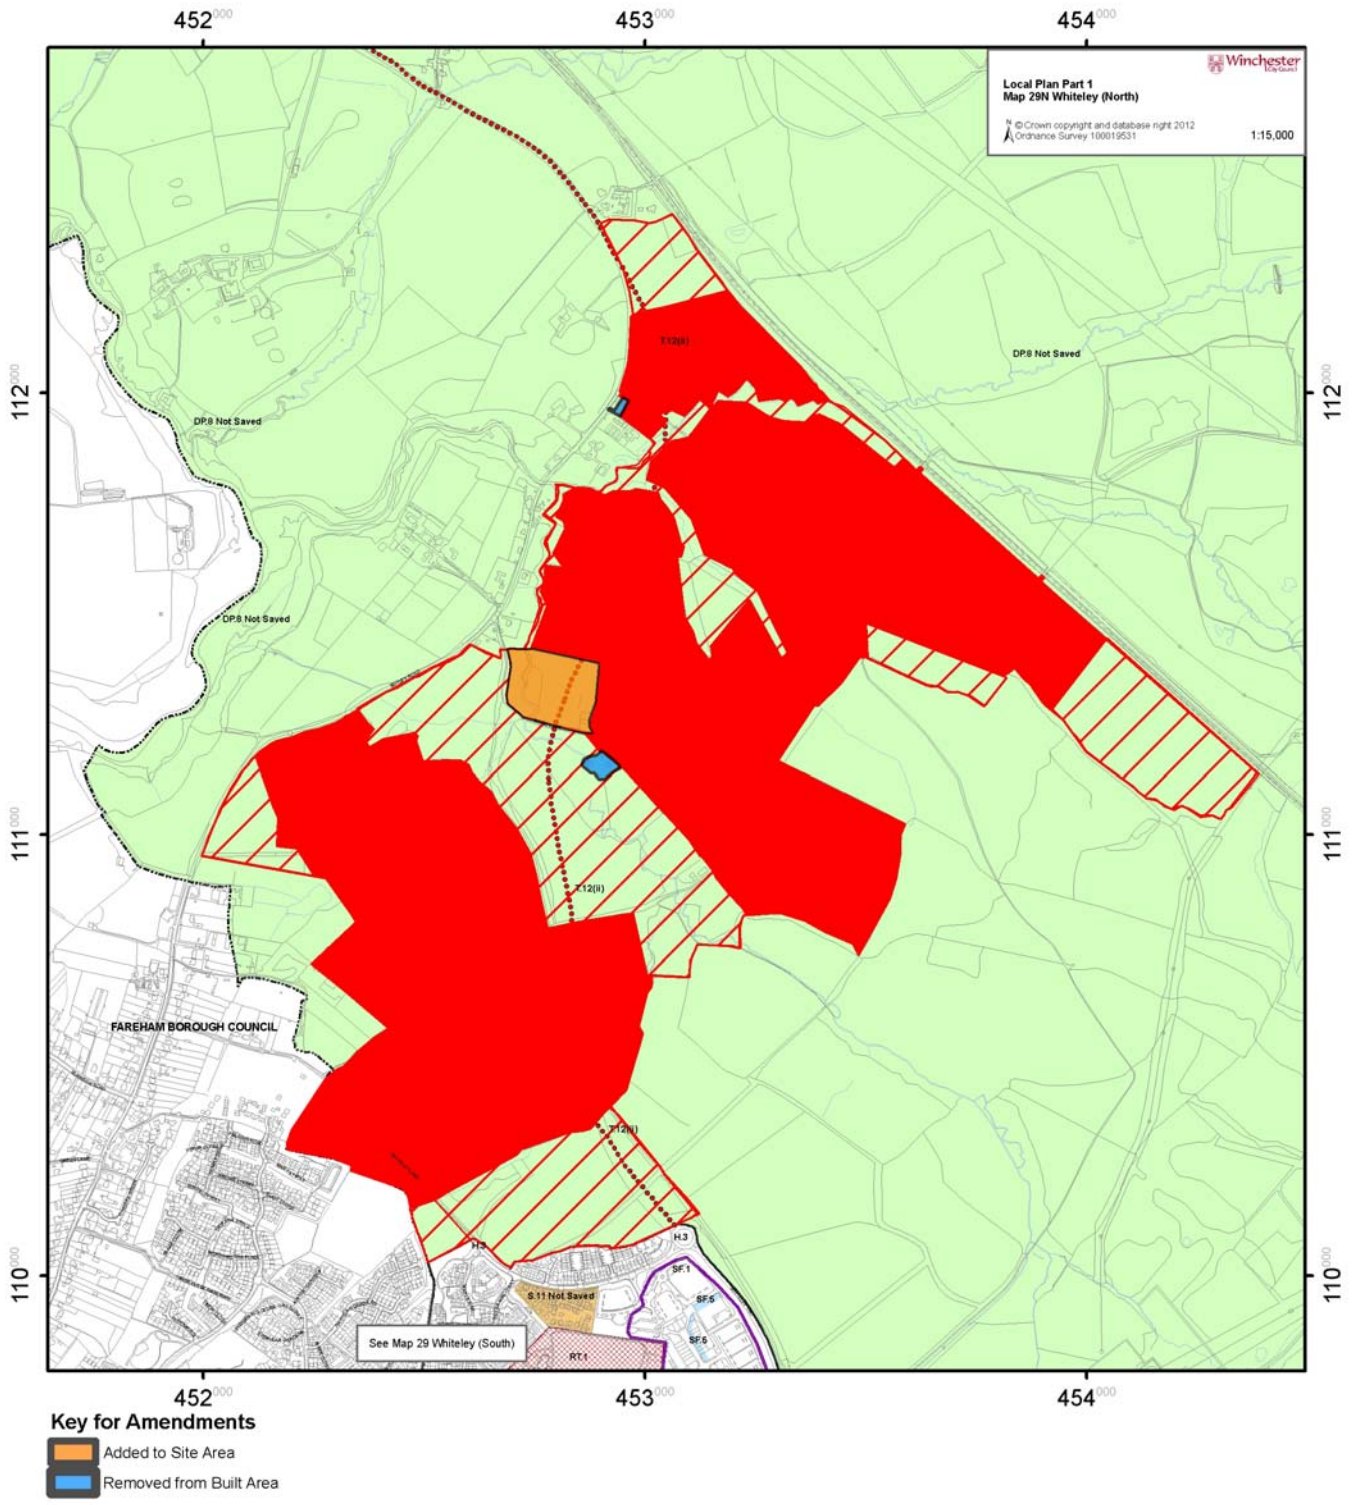 452000
453000
454000
Winchester
City Council
Local Plan Part 1
Map 29N Whiteley (North)
N
© Crown copyright and database right 2012
Ordnance Survey 100019531
1:15,000
T.12(ii)
DP.8 Not Saved
112000
112000
DP.8 Not Saved
DP.8 Not Saved
111000
111000
T.12(ii)
FAREHAM BOROUGH COUNCIL
T.12(i)
H.3
H.3
110000
110000
SF.1
S.11 Not Saved
SF.5
See Map 29 Whiteley (South)
SF.5
RT.1
452000
453000
454000
Key for Amendments
Added to Site Area
Removed from Built Area